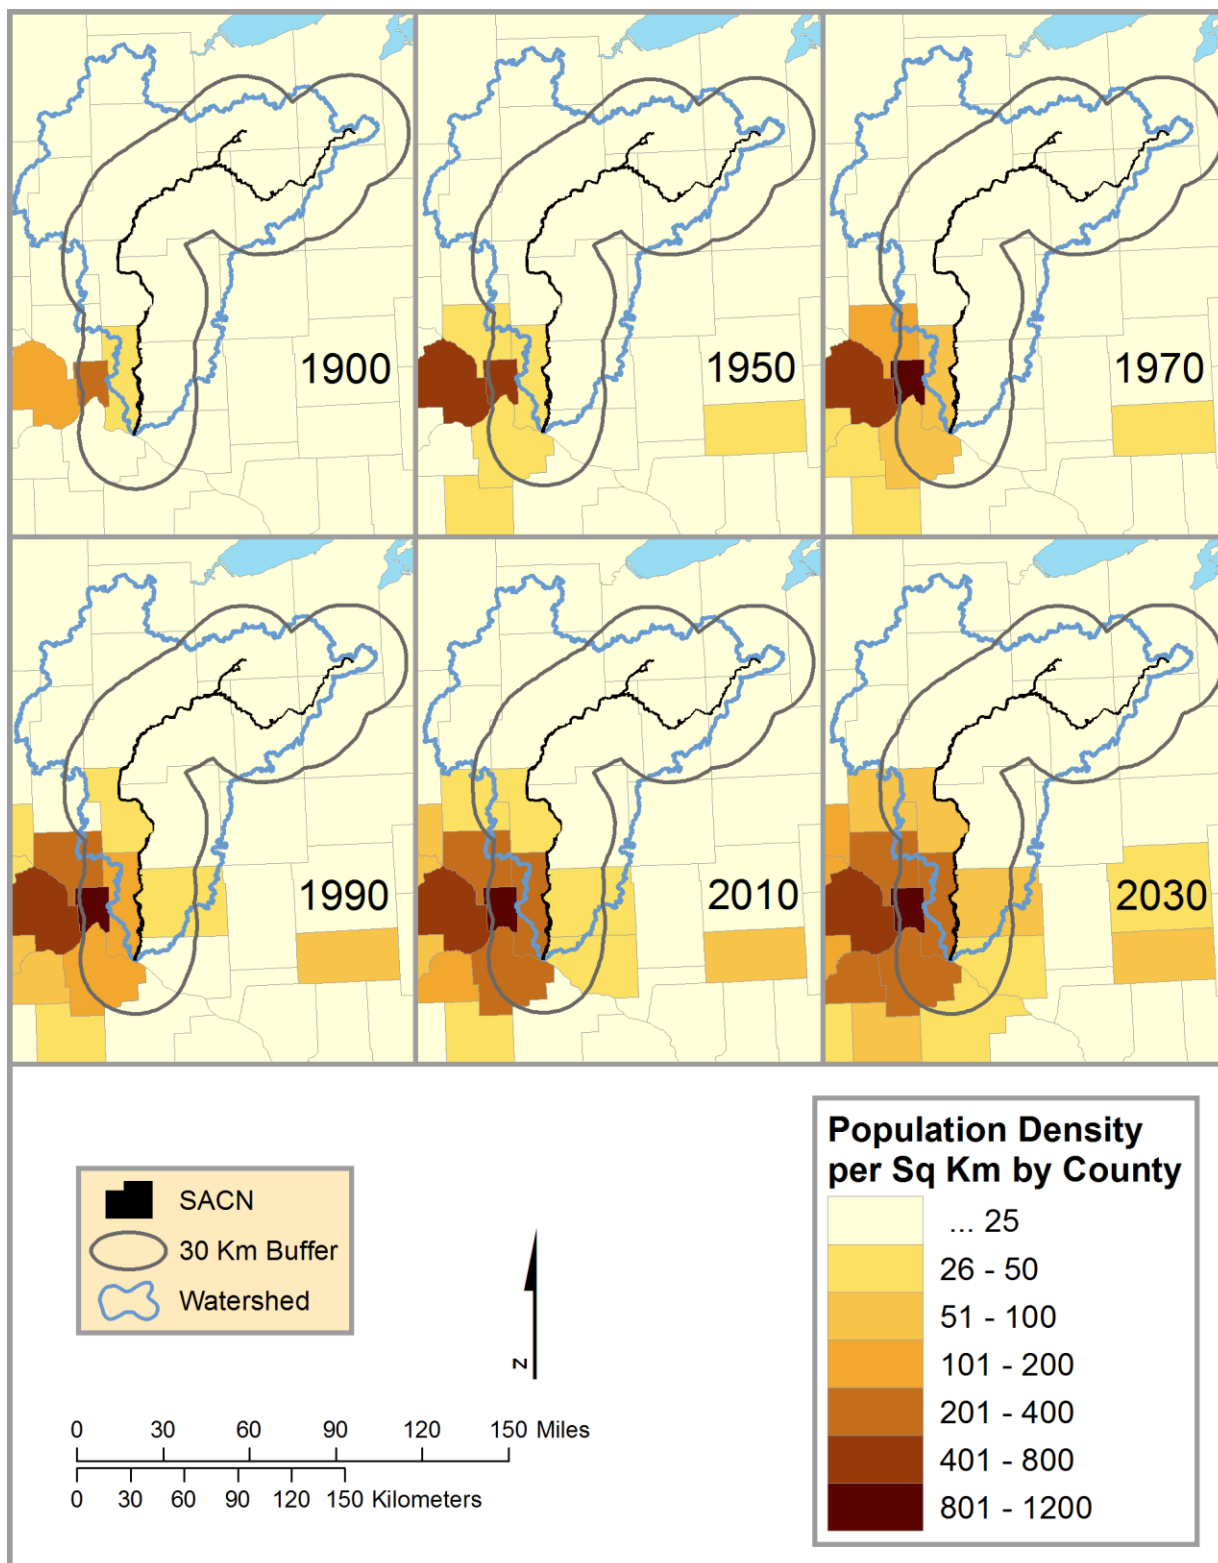 1900
1950
1970
1990
2010
2030
SACN
30 Km Buffer
Watershed
N
0 30 60 90 120 150 Miles
0 30 60 90 120 150 Kilometers
Population Density
per Sq Km by County
... 25
26 - 50
51 - 100
101 - 200
201 - 400
401 - 800
801 - 1200